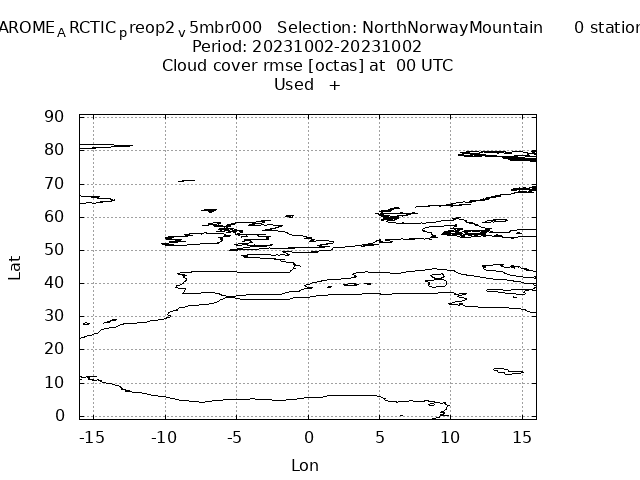 AROME_A RCTIC_p reop2_v 5mbr000 Selection: NorthNorwayMountain 0 station
Period: 20231002-20231002
Cloud cover rmse [octas] at 00 UTC
Used +
90
80
70
60
50
40
30
20
10
0
Lat
-15 -10 -5 0 5 10 15
Lon